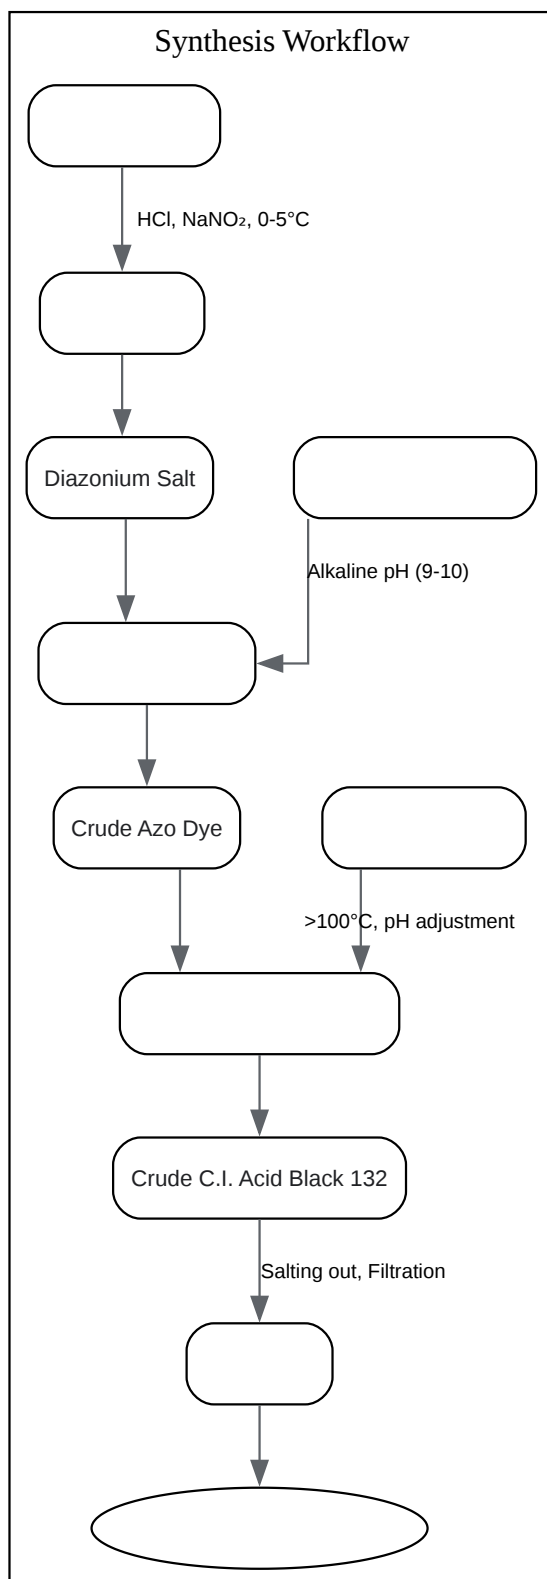 Synthesis Workflow
HCl, NaNO₂, 0-5°C
Diazonium Salt
Alkaline pH (9-10)
Crude Azo Dye
>100°C, pH adjustment
Crude C.I. Acid Black 132
Salting out, Filtration